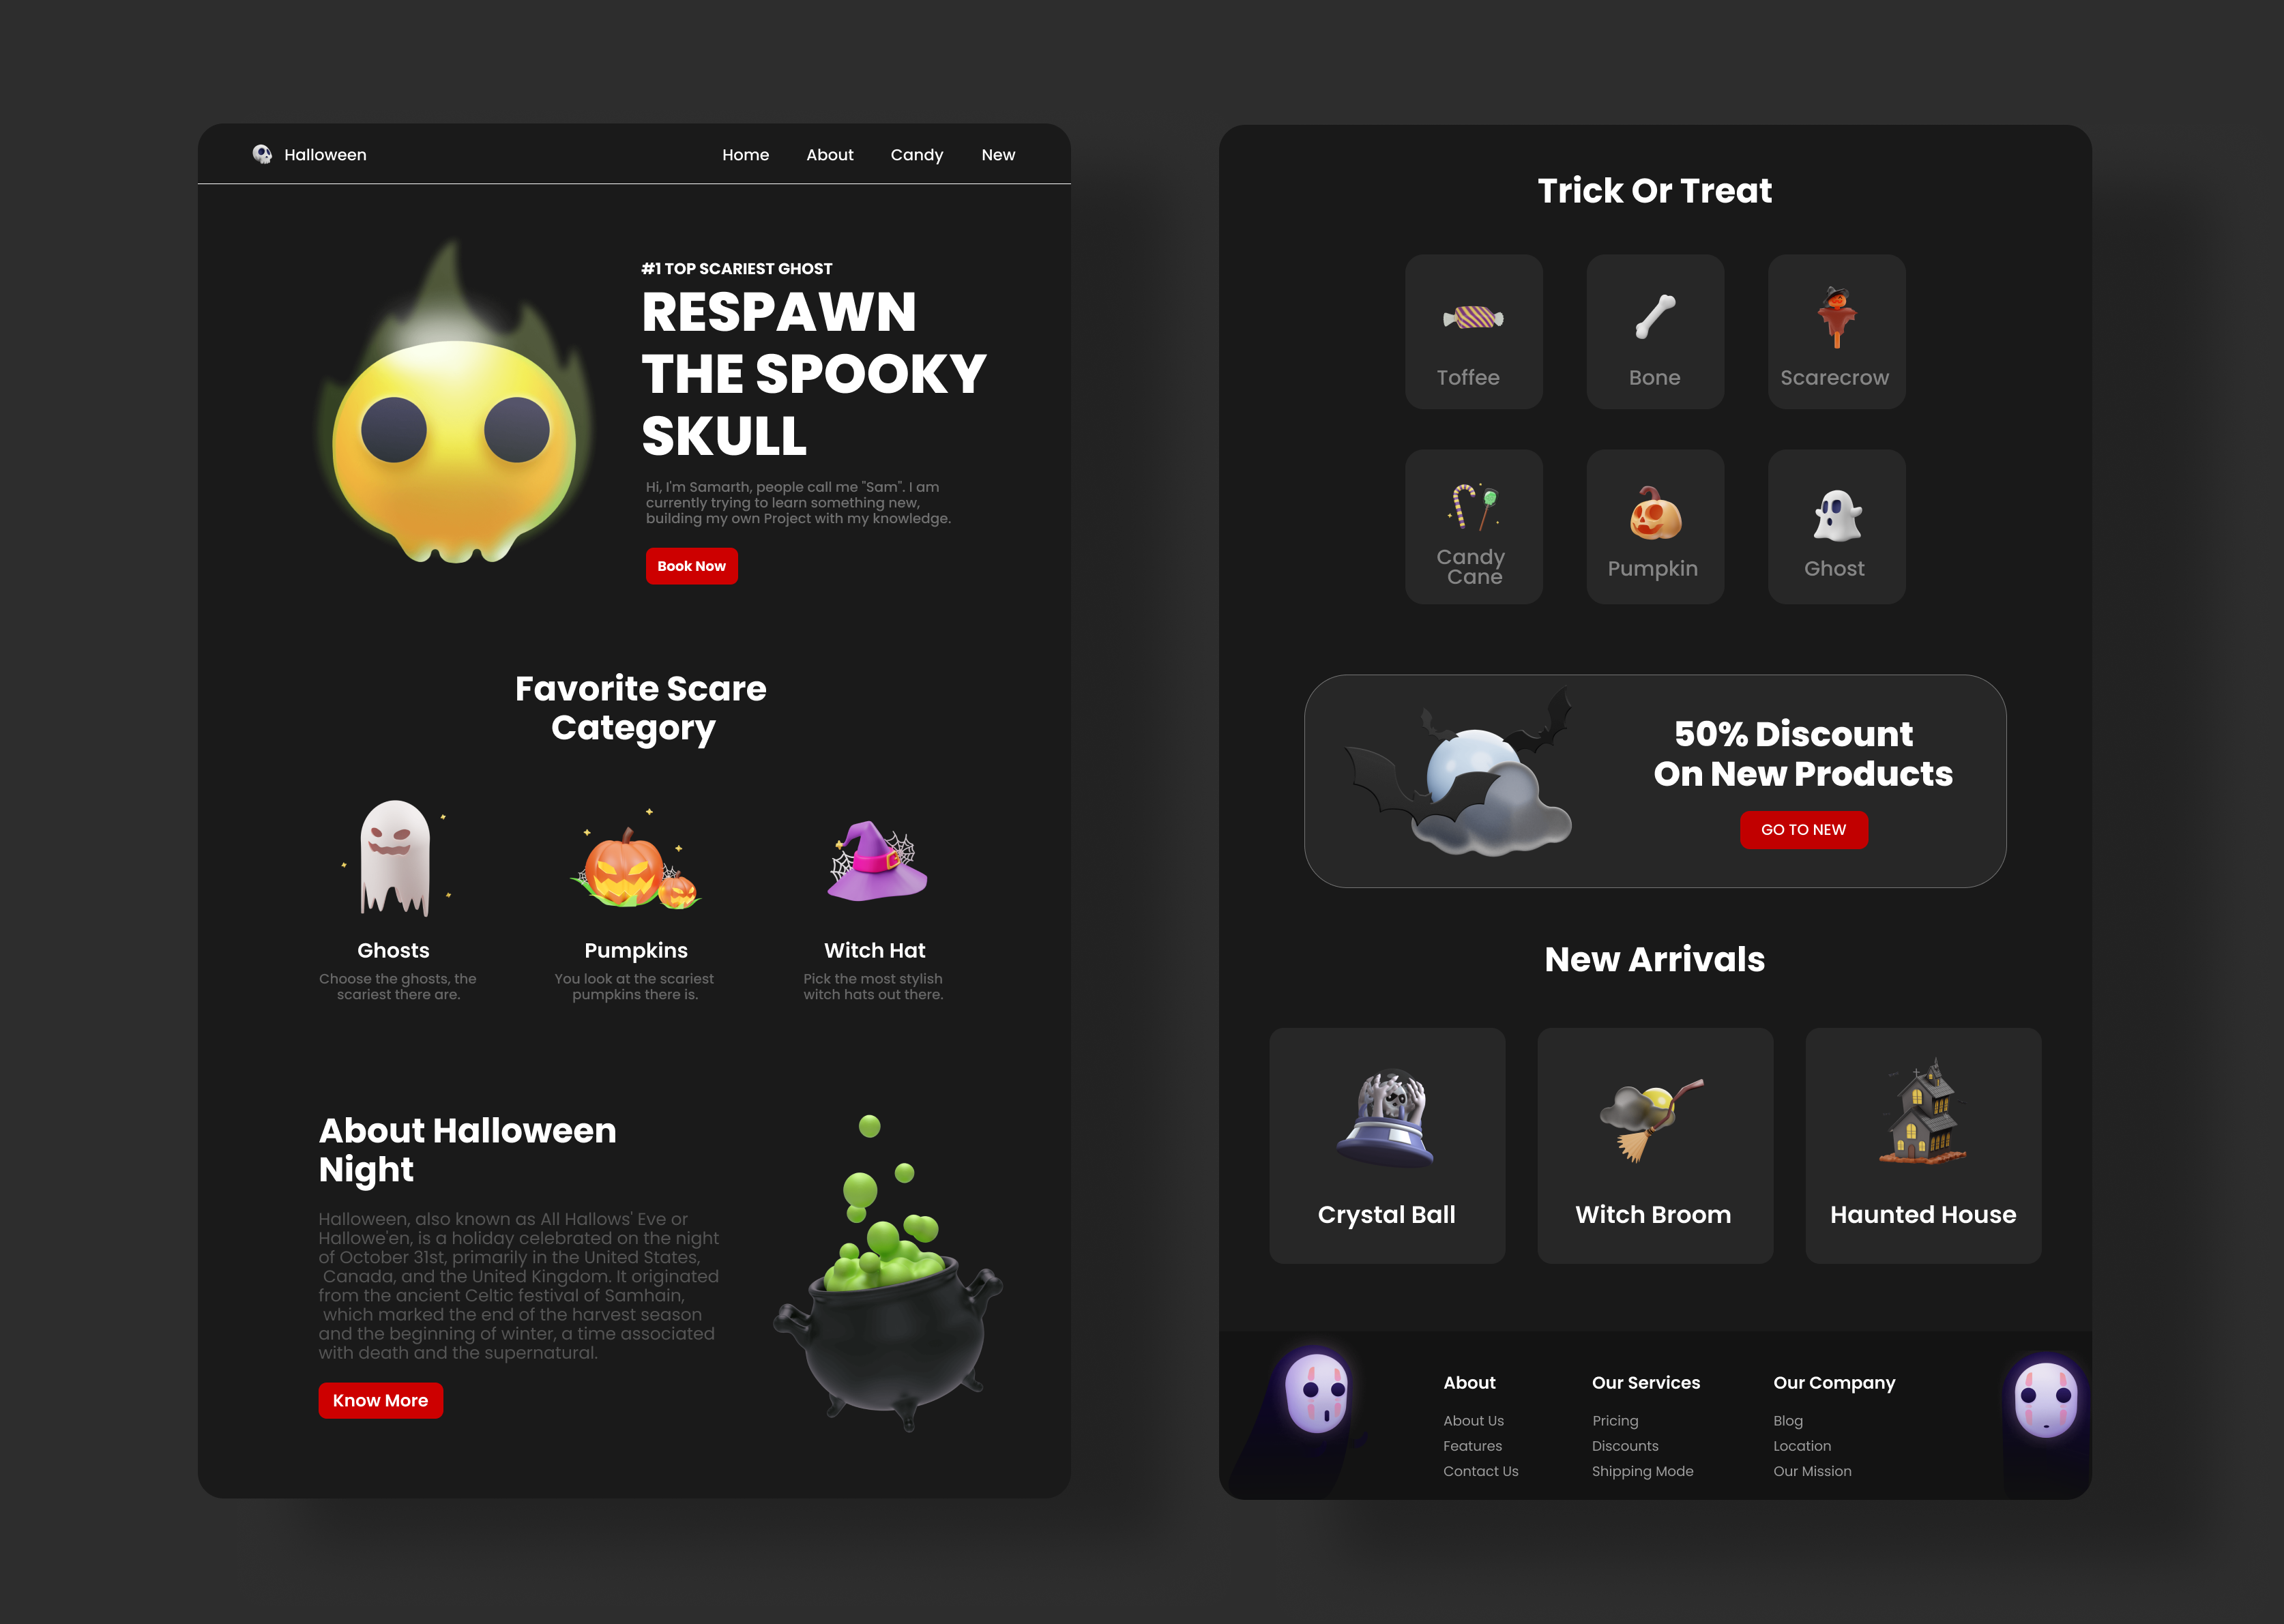 Halloween
Home About Candy New
#1 TOP SCARIEST GHOST
RESPAWN
THE SPOOKY
SKULL
Hi, I'm Samarth, people call me "Sam". I am
currently trying to learn something new,
building my own Project with my knowledge.
Book Now
Favorite Scare
Category
Ghosts
Choose the ghosts, the
scariest there are.
Pumpkins
You look at the scariest
pumpkins there is.
Witch Hat
Pick the most stylish
witch hats out there.
About Halloween
Night
Halloween, also known as All Hallows' Eve or
Hallowe'en, is a holiday celebrated on the night
of October 31st, primarily in the United States,
Canada, and the United Kingdom. It originated
from the ancient Celtic festival of Samhain,
which marked the end of the harvest season
and the beginning of winter, a time associated
with death and the supernatural.
Know More
Trick Or Treat
Toffee
Bone
Scarecrow
Candy
Cane
Pumpkin
Ghost
50% Discount
On New Products
GO TO NEW
New Arrivals
Crystal Ball
Witch Broom
Haunted House
About
About Us
Features
Contact Us
Our Services
Pricing
Discounts
Shipping Mode
Our Company
Blog
Location
Our Mission